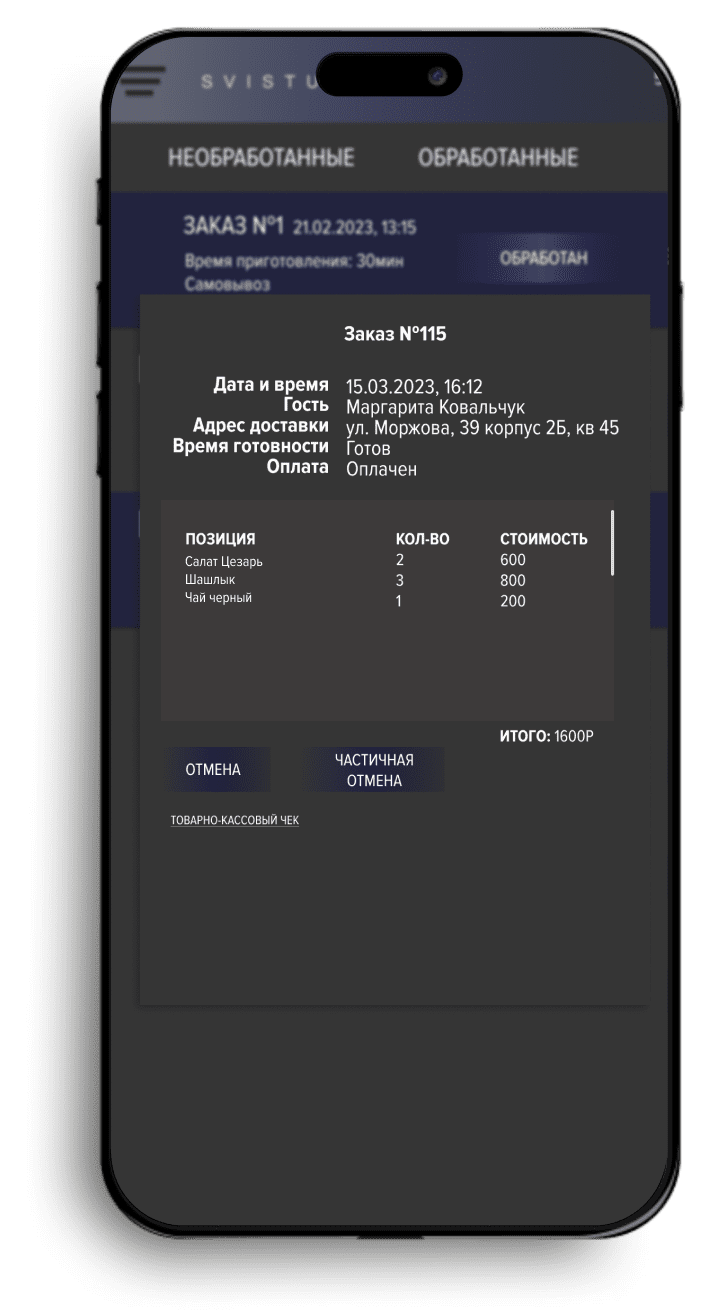 SVISTU
НЕОБРАБОТАННЫЕ ОБРАБОТАННЫЕ
ЗАКАЗ №1 21.02.2023, 13:15
Время приготовления: 30мин
ОБРАБОТАН
Самовывоз
Заказ №115
Дата и время 15.03.2023, 16:12
Гость Маргарита Ковальчук
Адрес доставки ул. Моржова, 39 корпус 2Б, кв 45
Время готовности Готов
Оплата Оплачен
ПОЗИЦИЯ КОЛ-ВО СТОИМОСТЬ
Салат Цезарь 2 600
Шашлык 3 800
Чай черный 1 200
ИТОГО: 1600Р
ОТМЕНА
ЧАСТИЧНАЯ
ОТМЕНА
ТОВАРНО-КАССОВЫЙ ЧЕК